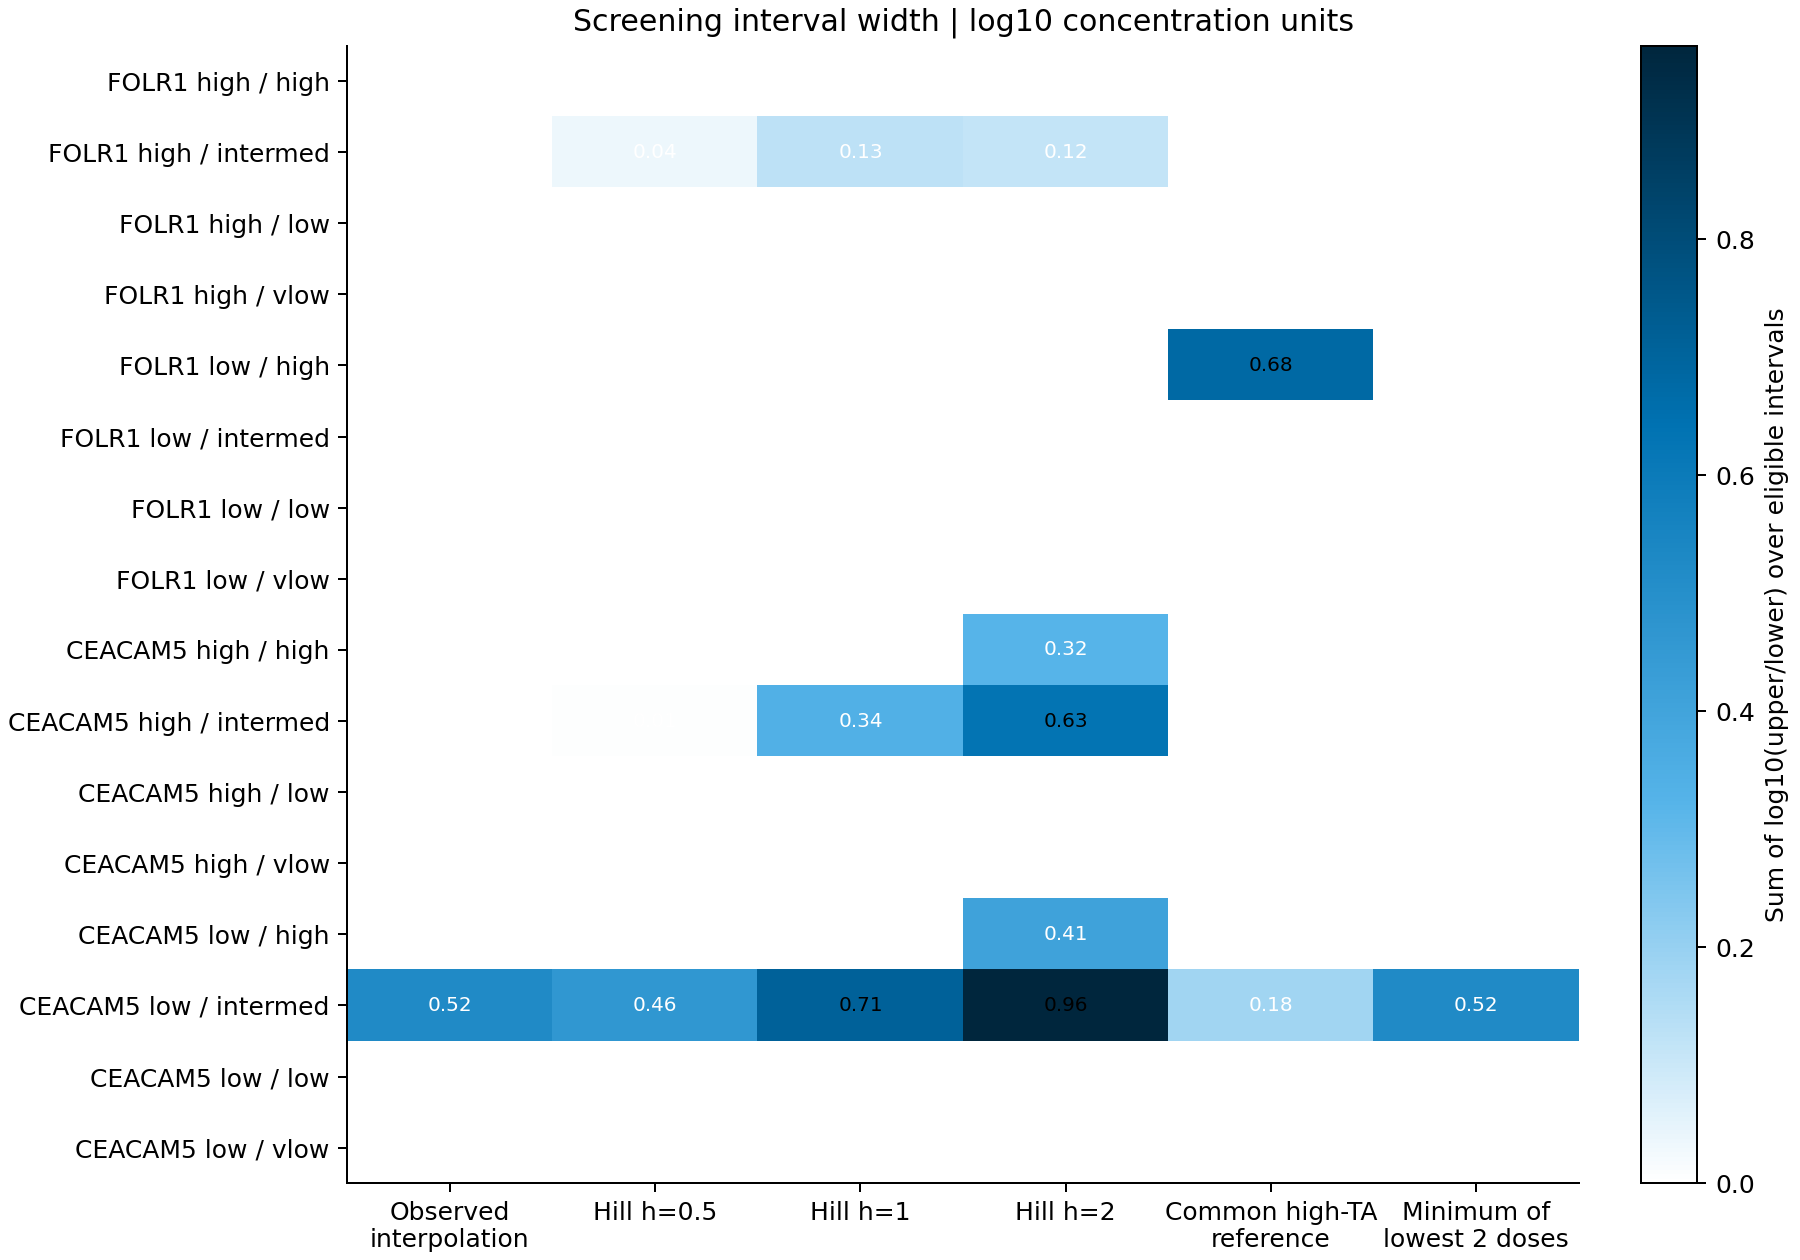 Screening interval width | log10 concentration units
FOLR1 high / high
FOLR1 high / intermed
0.04
0.13
0.12
FOLR1 high / low
FOLR1 high / vlow
FOLR1 low / high
0.68
FOLR1 low / intermed
FOLR1 low / low
FOLR1 low / vlow
CEACAM5 high / high
0.32
CEACAM5 high / intermed
0.34
0.63
CEACAM5 high / low
CEACAM5 high / vlow
CEACAM5 low / high
0.41
CEACAM5 low / intermed
0.52
0.46
0.71
0.96
0.18
0.52
CEACAM5 low / low
CEACAM5 low / vlow
Observed
interpolation
Hill h=0.5
Hill h=1
Hill h=2
Common high-TA
reference
Minimum of
lowest 2 doses
0.8
0.6
0.4
0.2
0.0
Sum of log10(upper/lower) over eligible intervals